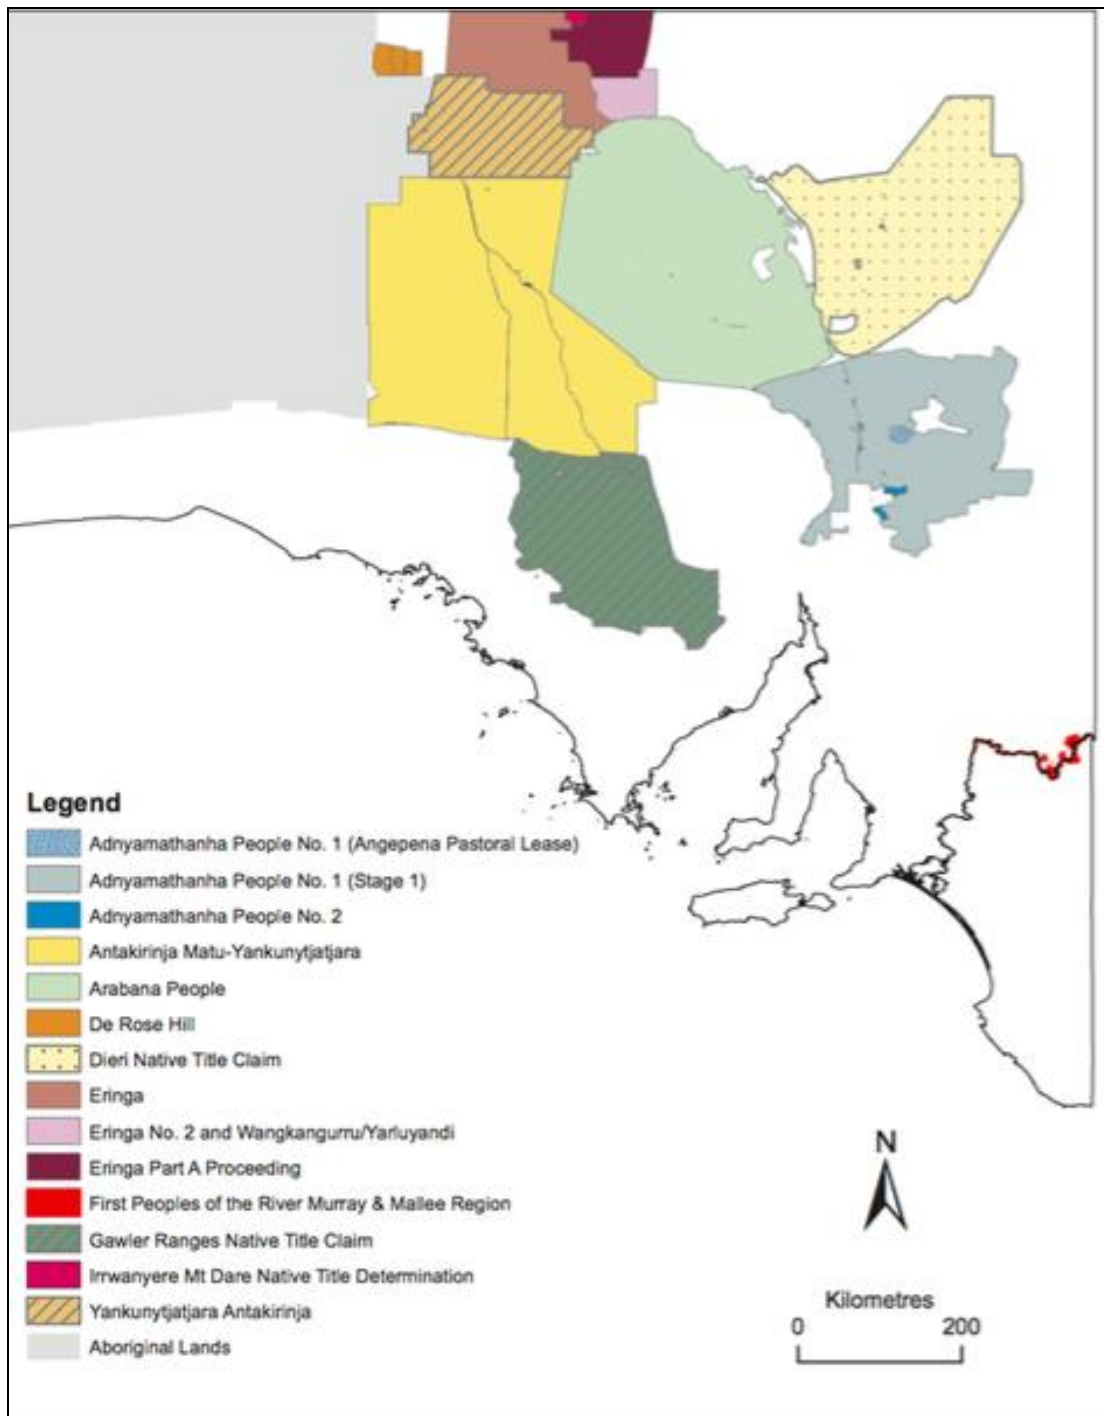 Legend
Adnyamathanha People No. 1 (Angepena Pastoral Lease)
Adnyamathanha People No. 1 (Stage 1)
Adnyamathanha People No. 2
Antakirinja Matu-Yankunytjatjara
Arabana People
De Rose Hill
Dieri Native Title Claim
Eringa
Eringa No. 2 and Wangkangurru/Yarluyandi
Eringa Part A Proceeding
First Peoples of the River Murray & Mallee Region
Gawler Ranges Native Title Claim
Irrwanyere Mt Dare Native Title Determination
Yankunytjatjara Antakirinja
Aboriginal Lands
N
Kilometres
0 200